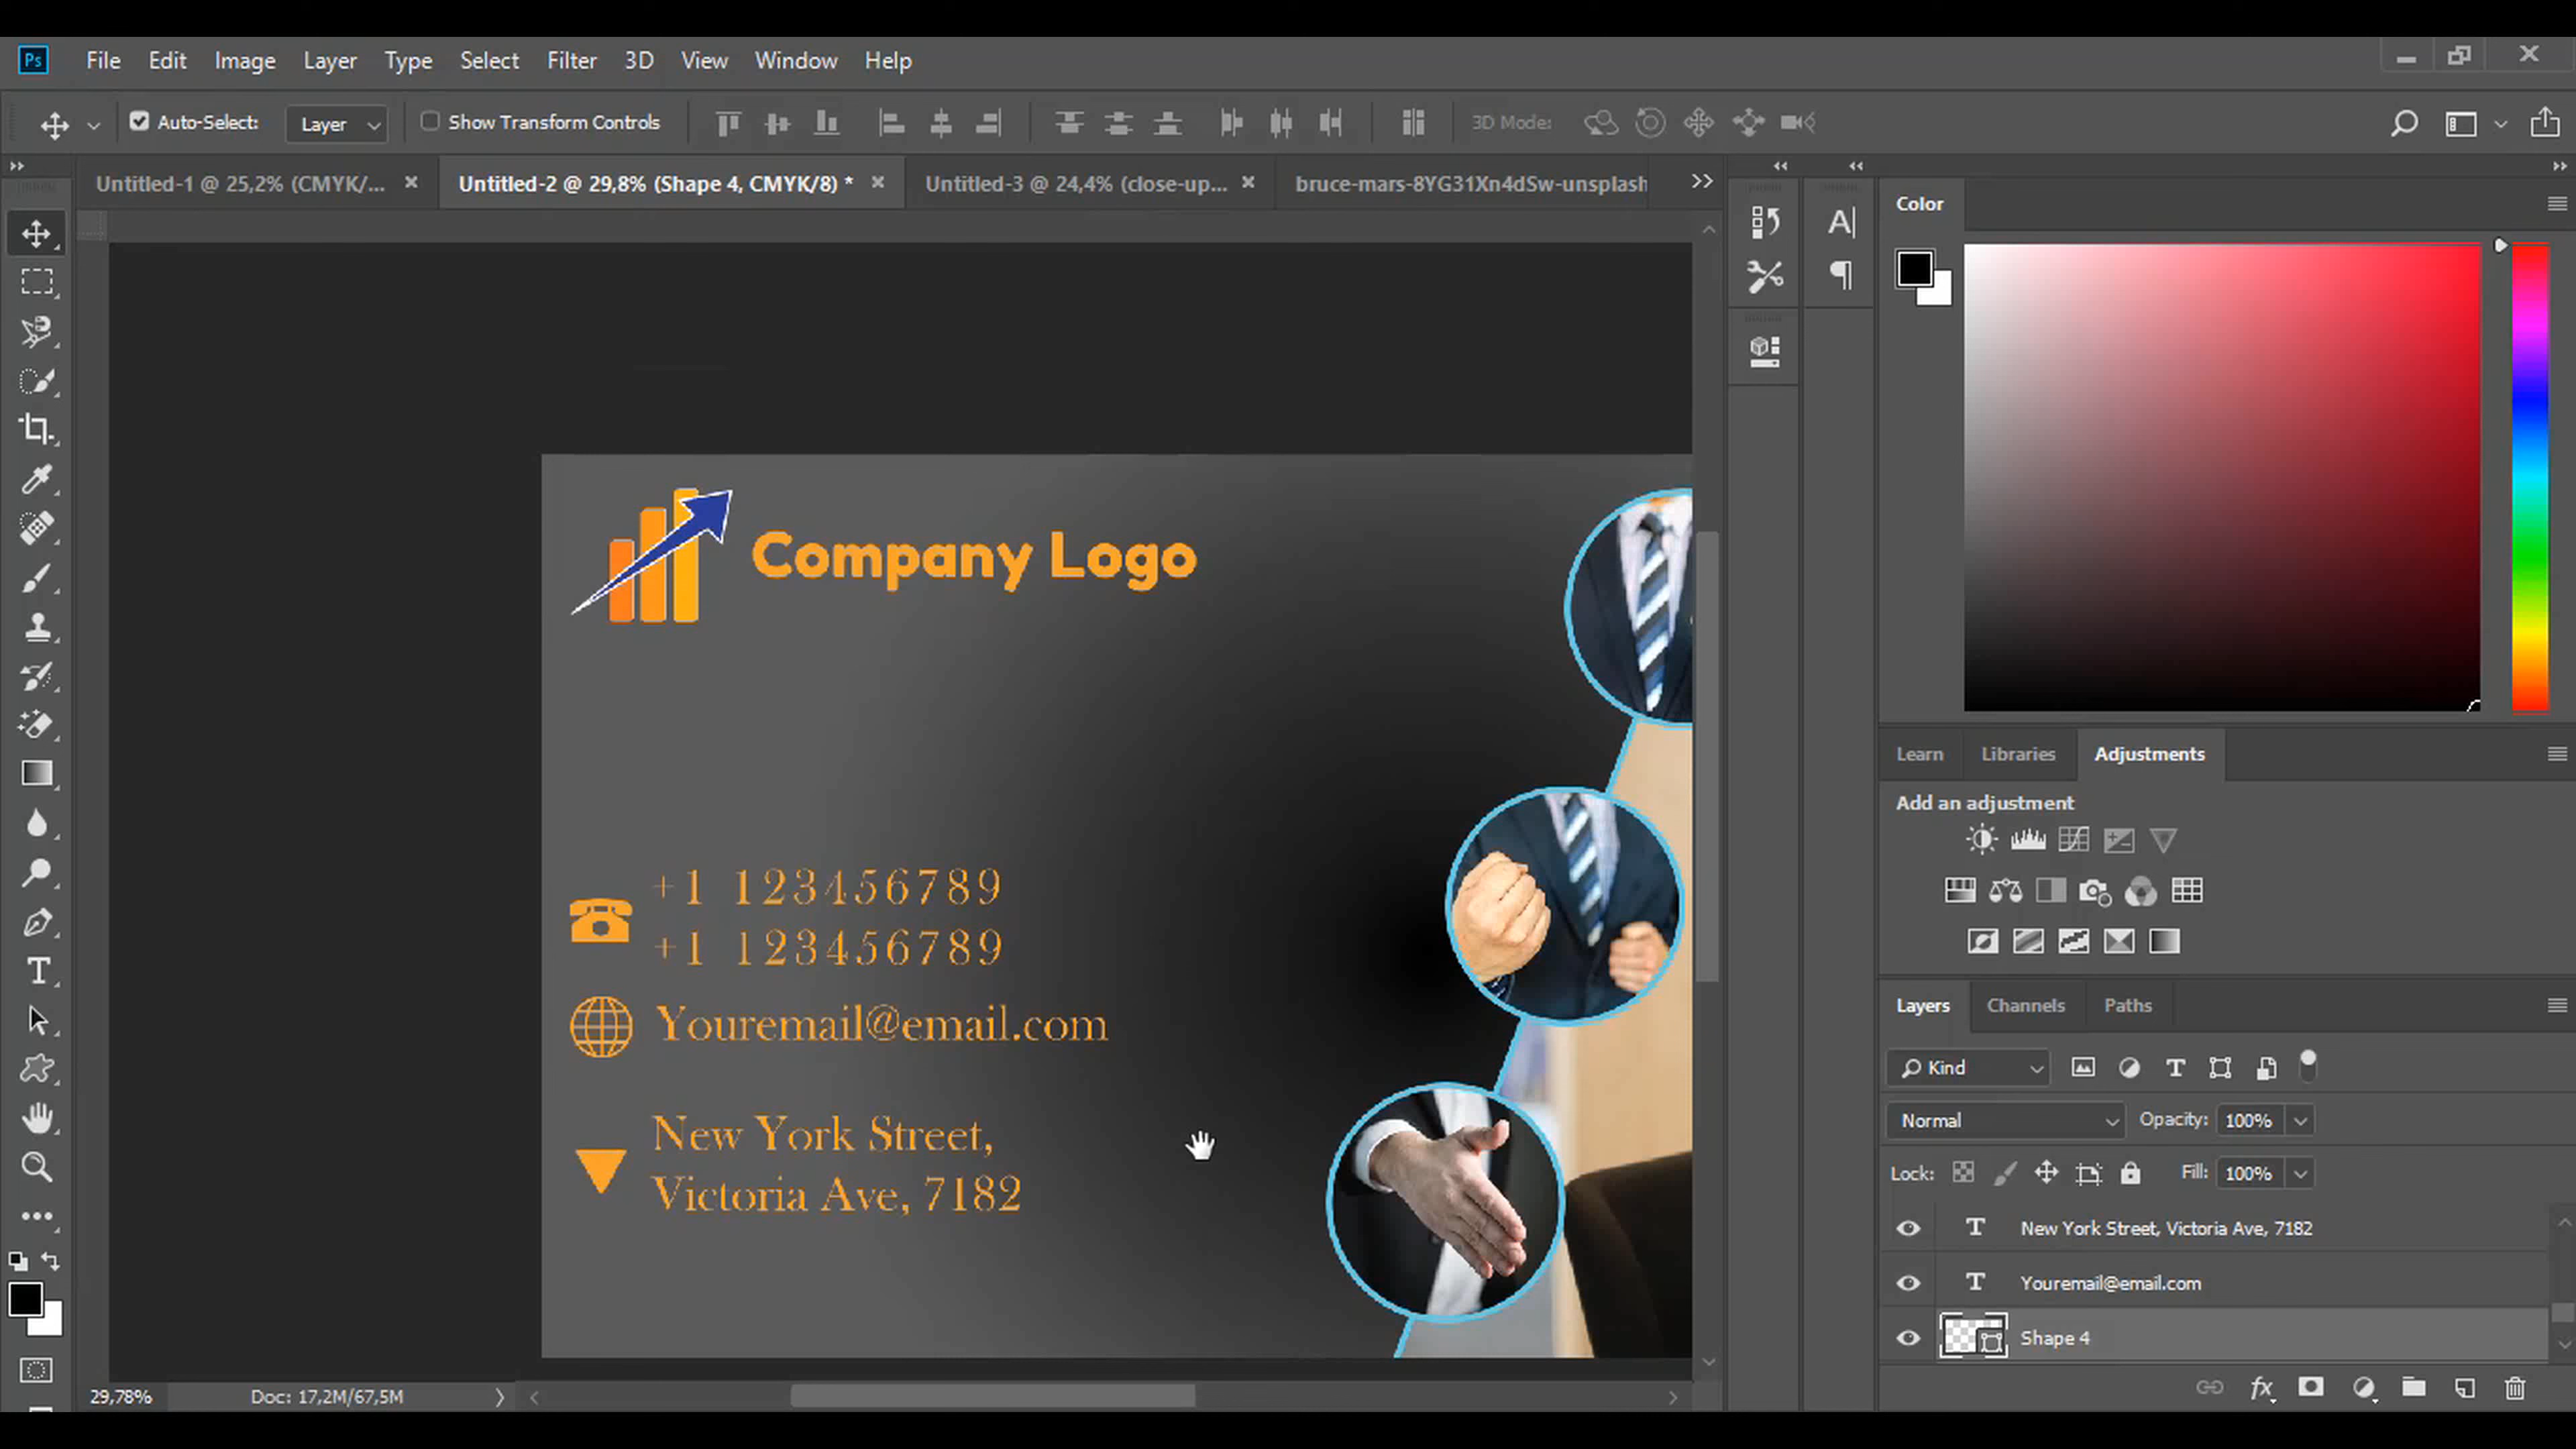 Ps File Edit Image Layer Type Select Filter 3D View Window Help
Auto-Select: Layer Show Transform Controls 3D Mode:
Untitled-1 @ 25,2% (CMYK/... Untitled-2 @ 29,8% (Shape 4, CMYK/8) * Untitled-3 @ 24,4% (close-up,... bruce-mars-8YG31Xn4dSw-unsplash
Color
Company Logo
+1 123456789
+1 123456789
Youremail@email.com
New York Street,
Victoria Ave, 7182
Learn Libraries Adjustments
Add an adjustment
Layers Channels Paths
Kind
Normal Opacity: 100%
Lock: Fill: 100%
New York Street, Victoria Ave, 7182
Youremail@email.com
Shape 4
29,78% Doc: 17,2M/67,5M